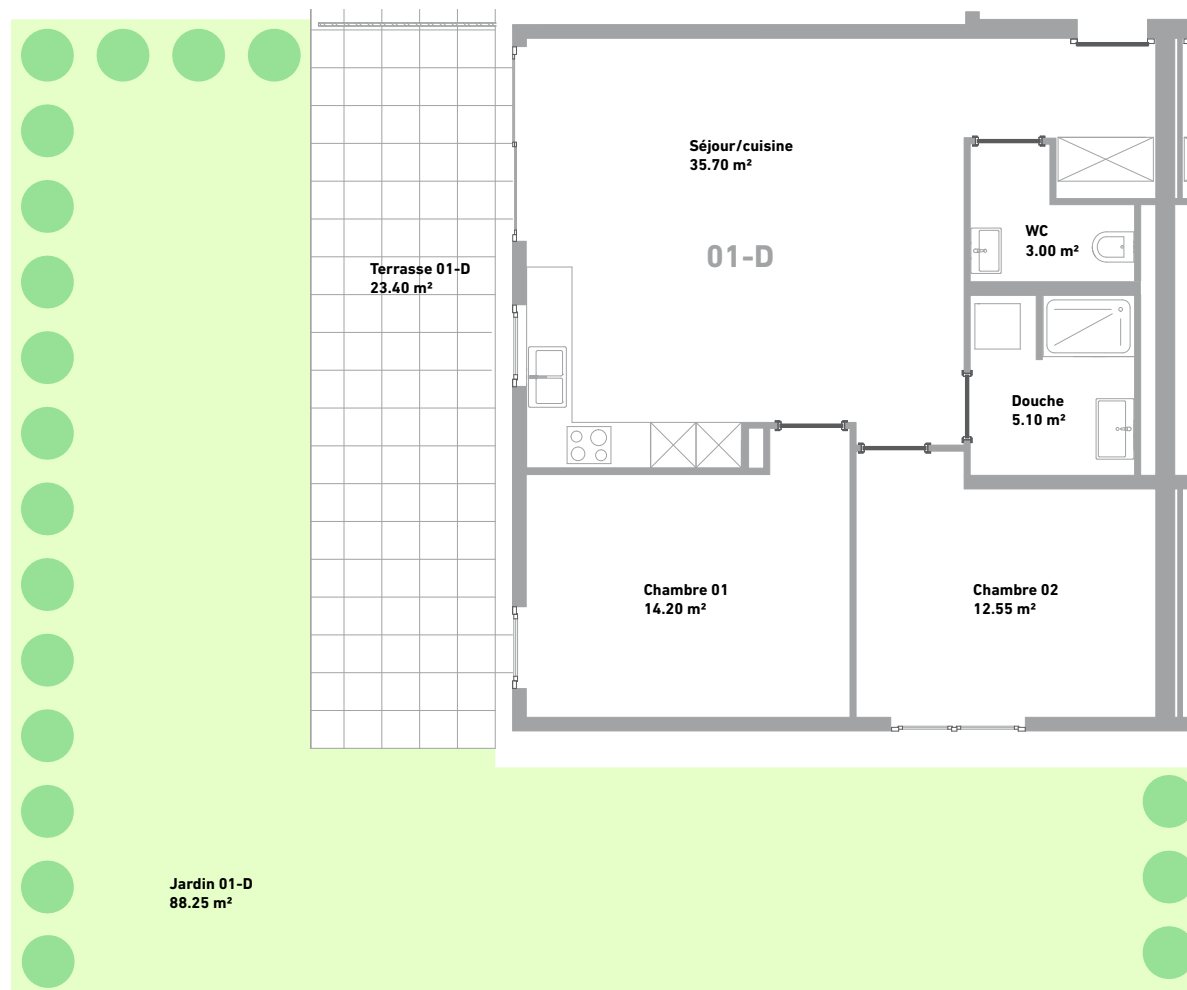 Séjour/cuisine
35.70 m²
WC
3.00 m²
01-D
Terrasse 01-D
23.40 m²
Douche
5.10 m²
Chambre 01
14.20 m²
Chambre 02
12.55 m²
Jardin 01-D
88.25 m²